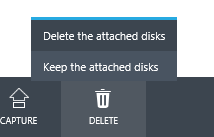 Delete the attached disks
Keep the attached disks
CAPTURE DELETE